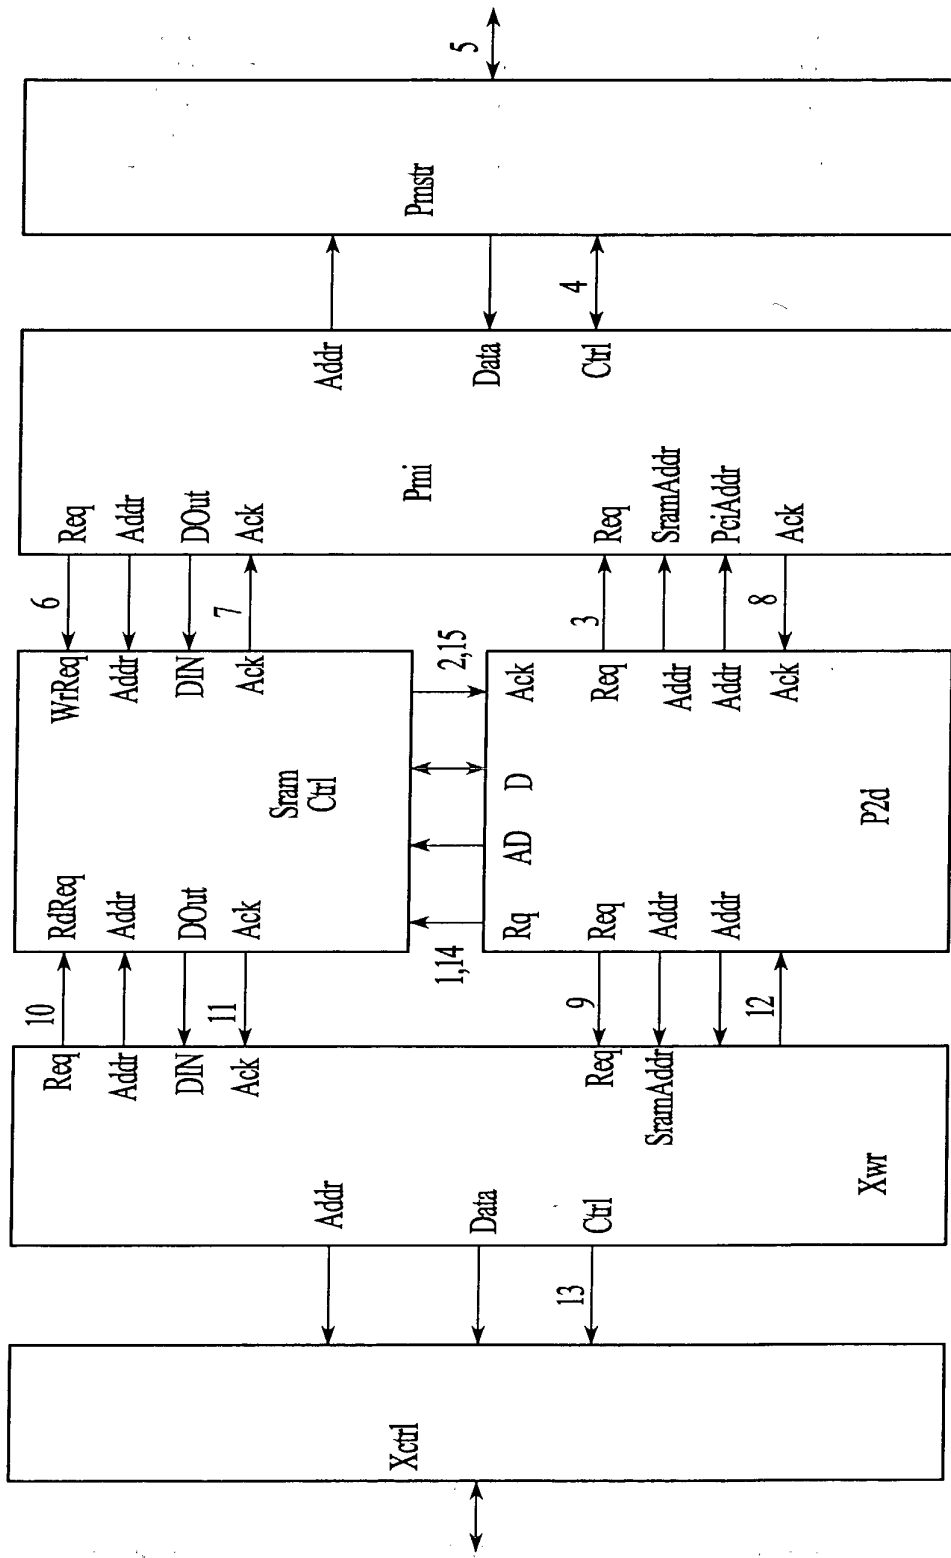 Xctrl
Addr
Data
Ctrl
13
Xwr
Req
Addr
DIN
Ack
Req
SramAddr
10
11
9
12
RdReq
Addr
DOut
Ack
Sram
Ctrl
WrReq
Addr
DIN
Ack
1,14
2,15
Rq
AD
D
Ack
Req
Addr
Addr
P2d
Req
Addr
Addr
Ack
6
7
3
8
Req
Addr
DOut
Ack
Pmi
Req
SramAddr
PciAddr
Ack
Addr
Data
Ctrl
4
Pmstr
5